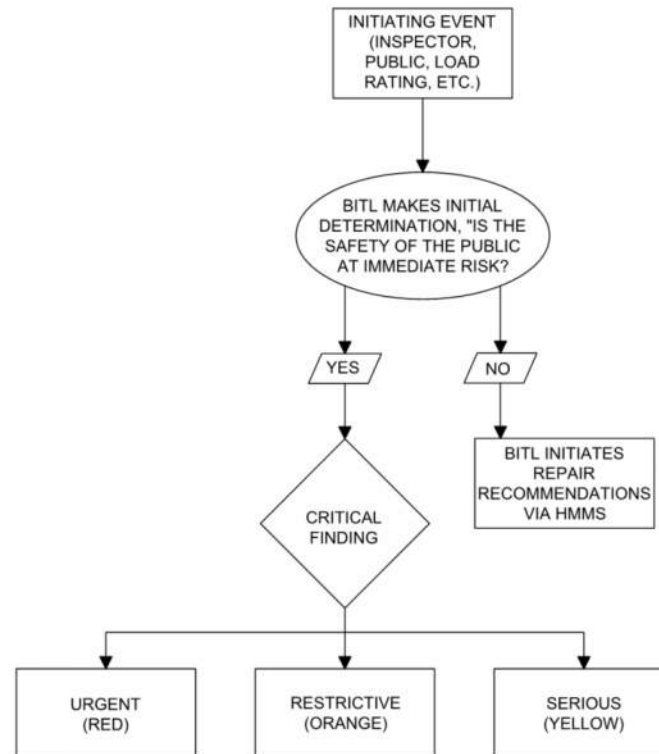 INITIATING EVENT
(INSPECTOR,
PUBLIC, LOAD
RATING, ETC.)
BITL MAKES INITIAL
DETERMINATION, "IS THE
SAFETY OF THE PUBLIC
AT IMMEDIATE RISK?
YES
NO
BITL INITIATES
REPAIR
RECOMMENDATIONS
VIA HMMS
CRITICAL
FINDING
URGENT
(RED)
RESTRICTIVE
(ORANGE)
SERIOUS
(YELLOW)